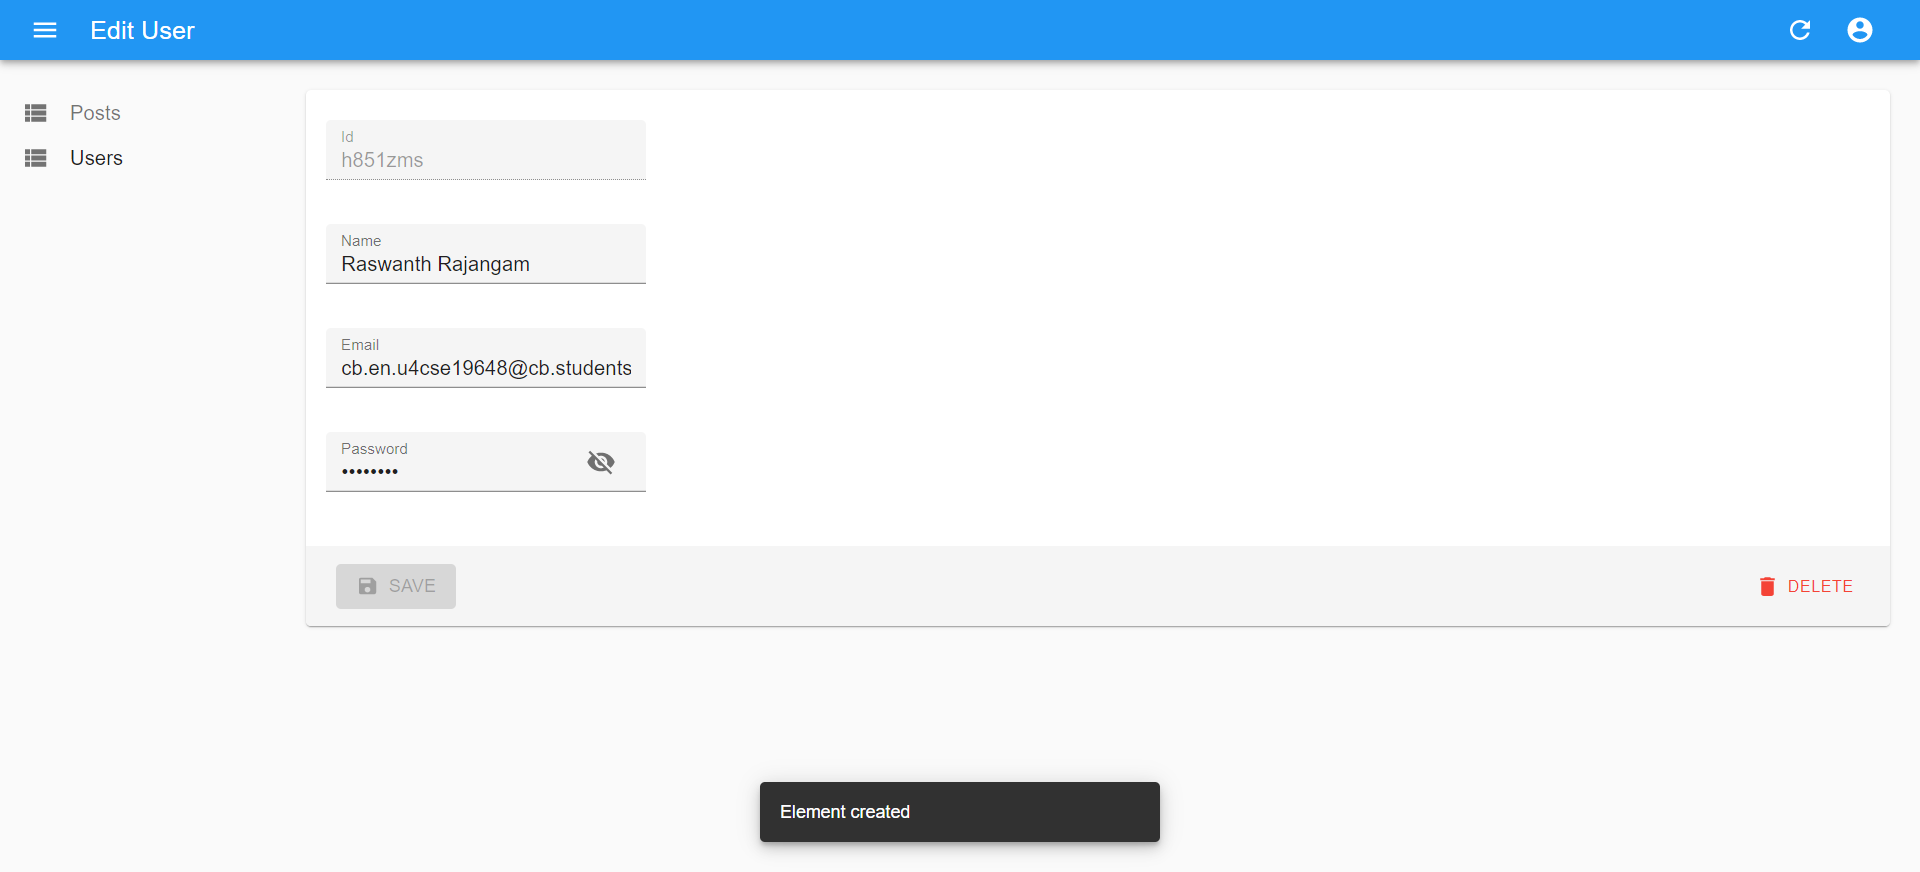 Edit User
Posts
Users
Id
h851zms
Name
Raswanth Rajangam
Email
cb.en.u4cse19648@cb.students
Password
••••••••
SAVE
DELETE
Element created